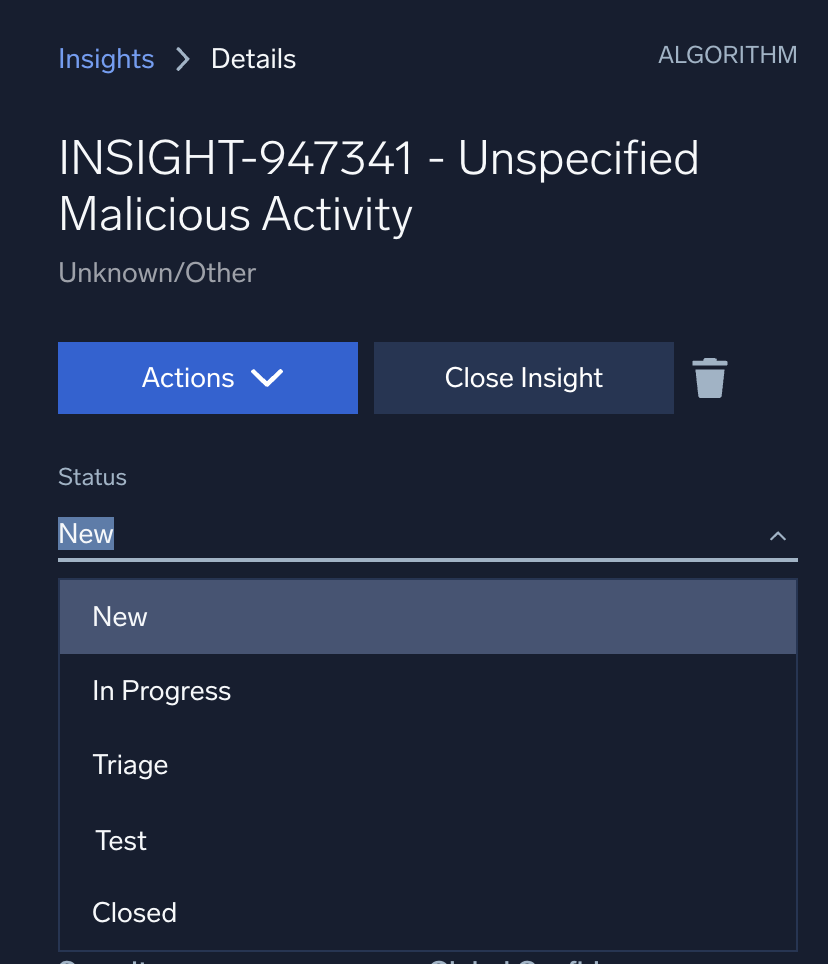 Insights > Details
ALGORITHM
INSIGHT-947341 - Unspecified
Malicious Activity
Unknown/Other
Actions
Close Insight
Status
New
New
In Progress
Triage
Test
Closed